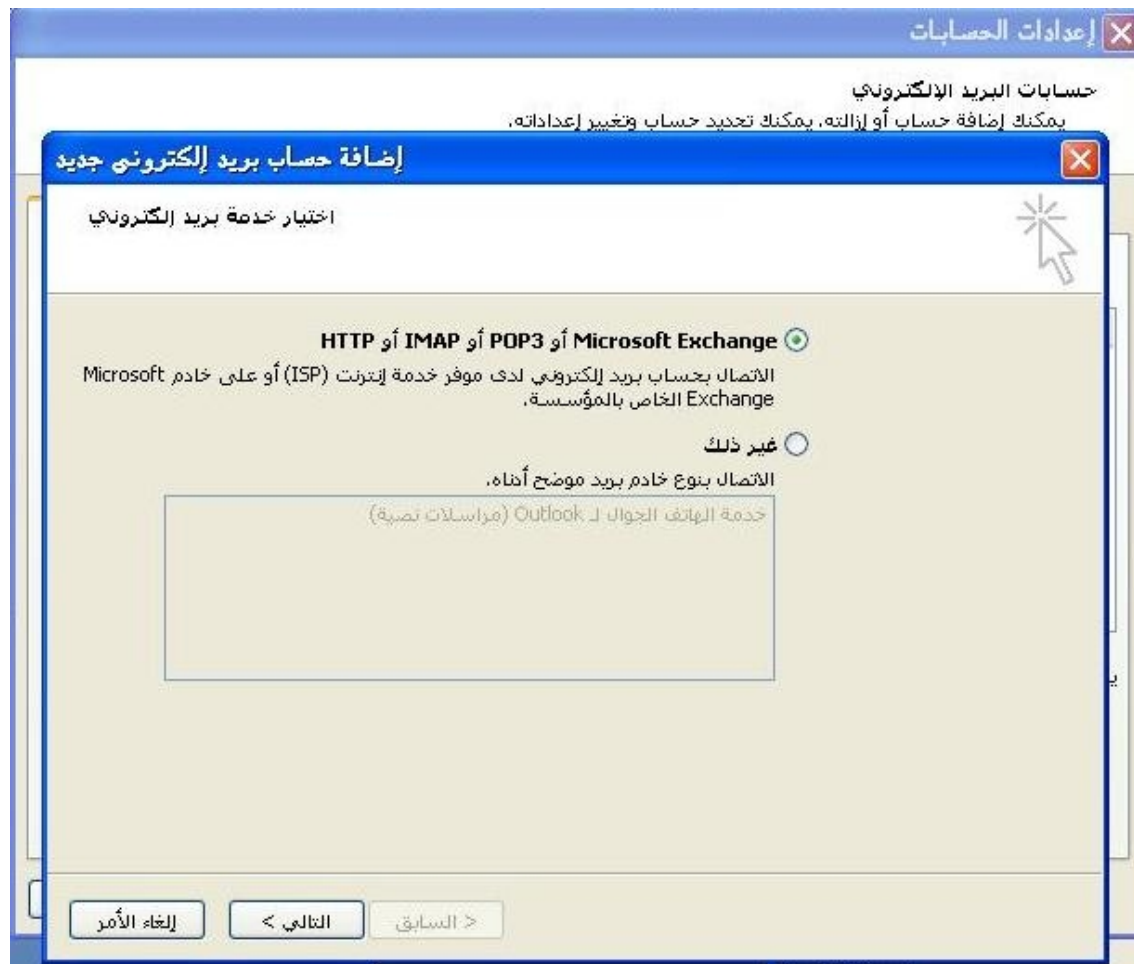 إعدادات الحسابات
حسابات البريد الإلكتروني
يمكنك إضافة حساب أو إزالته. يمكنك تحديد حساب وتغيير إعداداته.
إضافة حساب بريد إلكتروني جديد
اختيار خدمة بريد إلكتروني
Microsoft Exchange أو POP3 أو IMAP أو HTTP
الاتصال بحساب بريد إلكتروني لدى موفر خدمة إنترنت (ISP) أو على خادم Microsoft
Exchange الخاص بالمؤسسة.
غير ذلك
الاتصال بنوع خادم بريد موضح أدناه.
خدمة الهاتف الجوال لـ Outlook (مراسلات نصية)
< السابق
التالي >
إلغاء الأمر